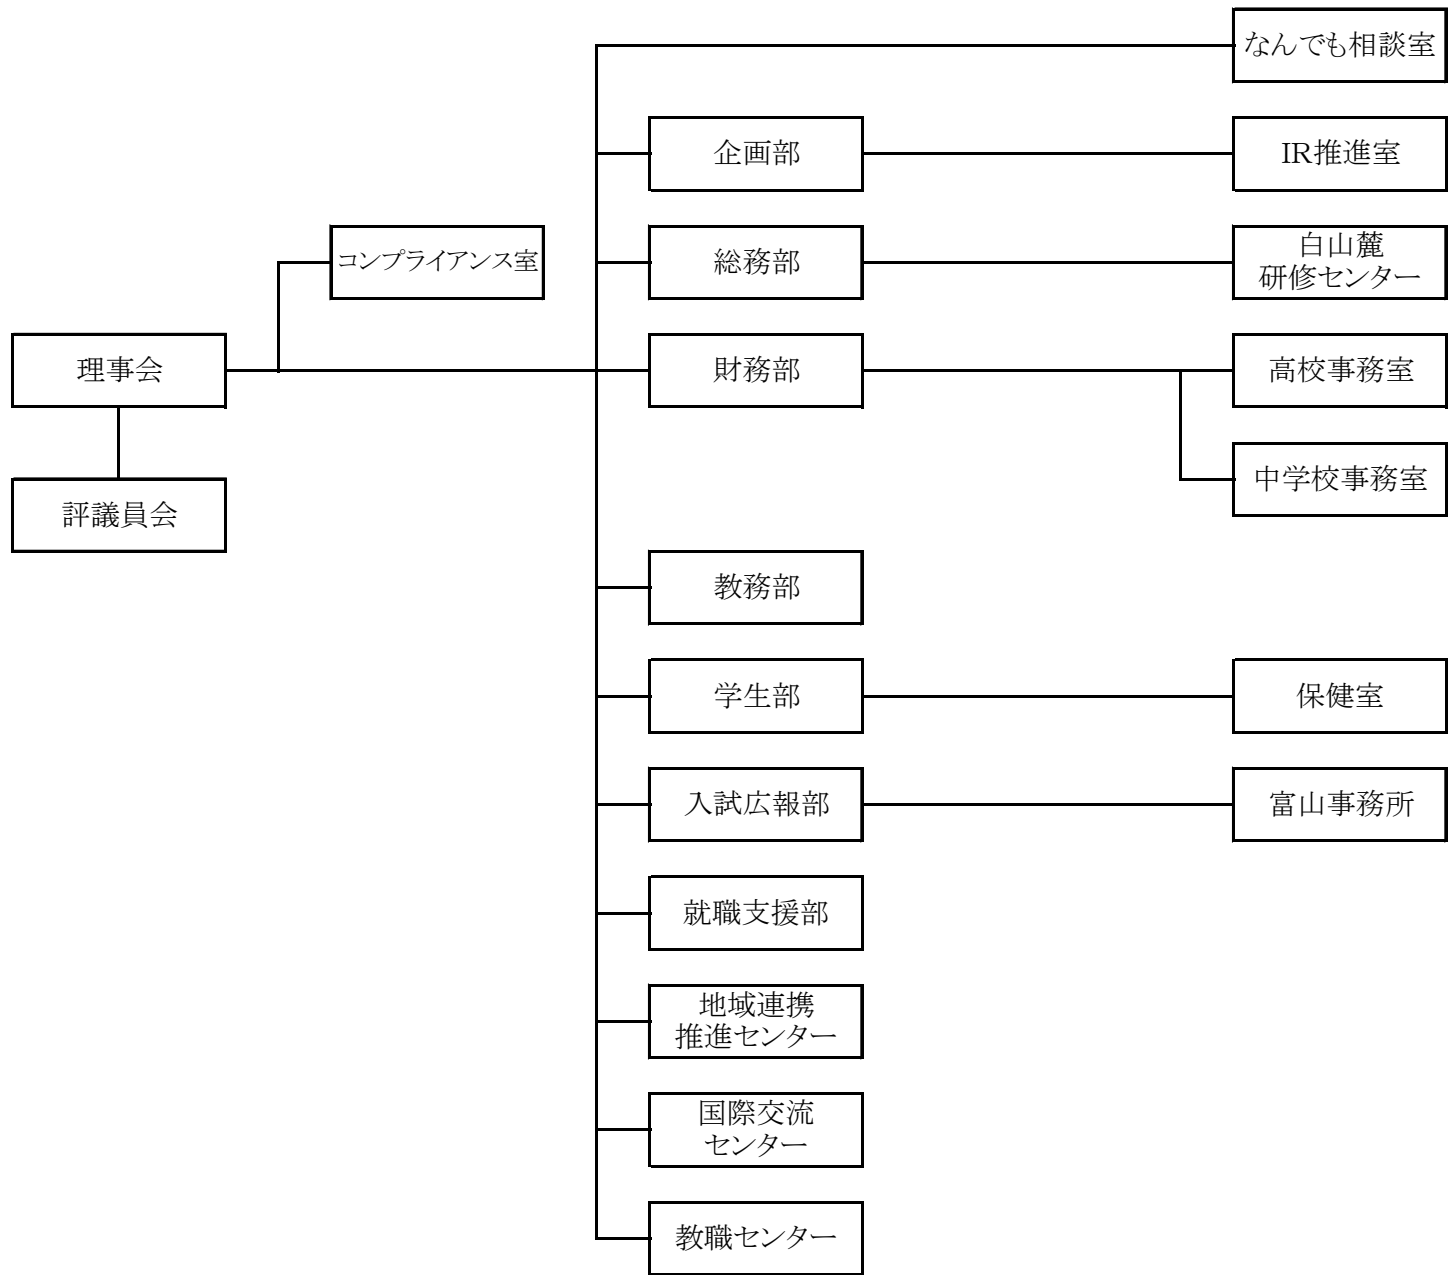 なんでも相談室
企画部
IR推進室
コンプライアンス室
総務部
白山麓
研修センター
理事会
財務部
高校事務室
中学校事務室
評議員会
教務部
学生部
保健室
入試広報部
富山事務所
就職支援部
地域連携
推進センター
国際交流
センター
教職センター